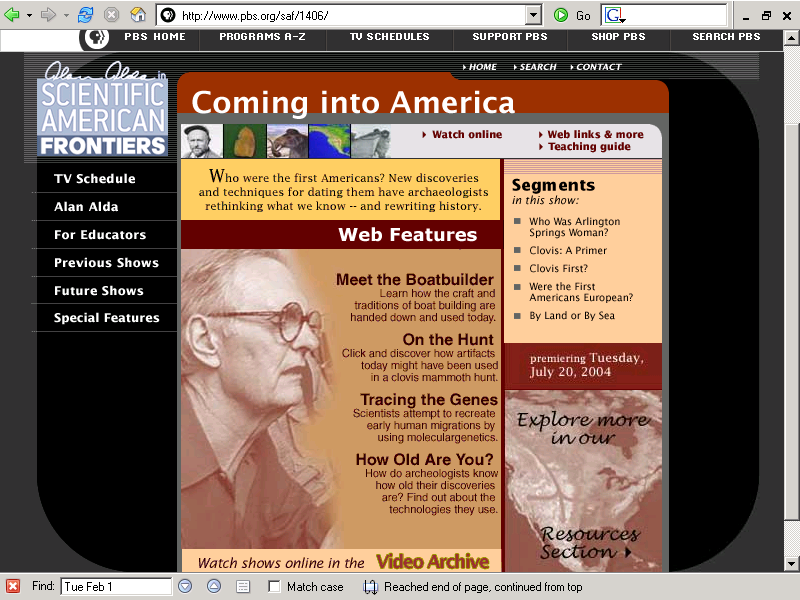 http://www.pbs.org/saf/1406/
Go
G
PBS HOME
PROGRAMS A-Z
TV SCHEDULES
SUPPORT PBS
SHOP PBS
SEARCH PBS
HOME
SEARCH
CONTACT
Alan Alda in
SCIENTIFIC
AMERICAN
FRONTIERS
Coming into America
Watch online
Web links & more
Teaching guide
TV Schedule
Alan Alda
For Educators
Previous Shows
Future Shows
Special Features
Who were the first Americans? New discoveries
and techniques for dating them have archaeologists
rethinking what we know -- and rewriting history.
Web Features
Meet the Boatbuilder
Learn how the craft and
traditions of boat building are
handed down and used today.
On the Hunt
Click and discover how artifacts
today might have been used
in a clovis mammoth hunt.
Tracing the Genes
Scientists attempt to recreate
early human migrations by
using moleculargenetics.
How Old Are You?
How do archeologists know
how old their discoveries
are? Find out about the
technologies they use.
Watch shows online in the Video Archive
Segments
in this show:
Who Was Arlington
Springs Woman?
Clovis: A Primer
Clovis First?
Were the First
Americans European?
By Land or By Sea
premiering Tuesday,
July 20, 2004
Explore more
in our
Resources
Section
Find: Tue Feb 1
Match case
Reached end of page, continued from top